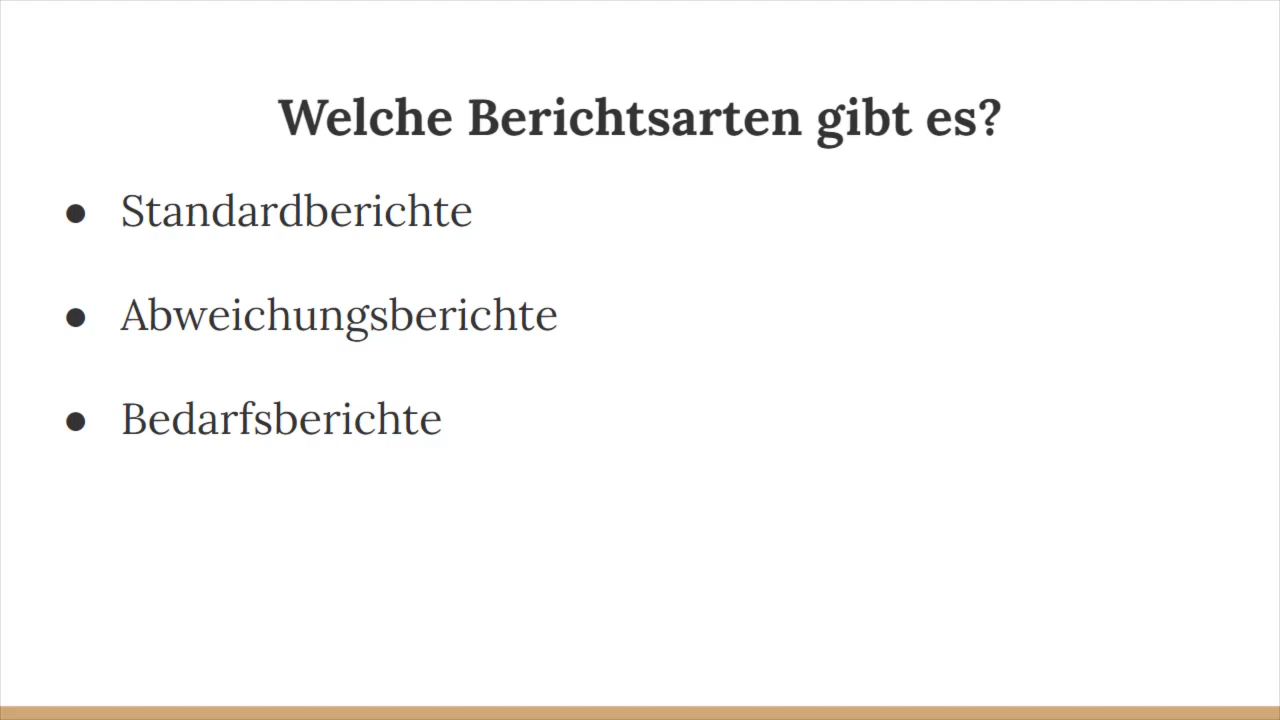 Welche Berichtsarten gibt es?
● Standardberichte
● Abweichungsberichte
● Bedarfsberichte